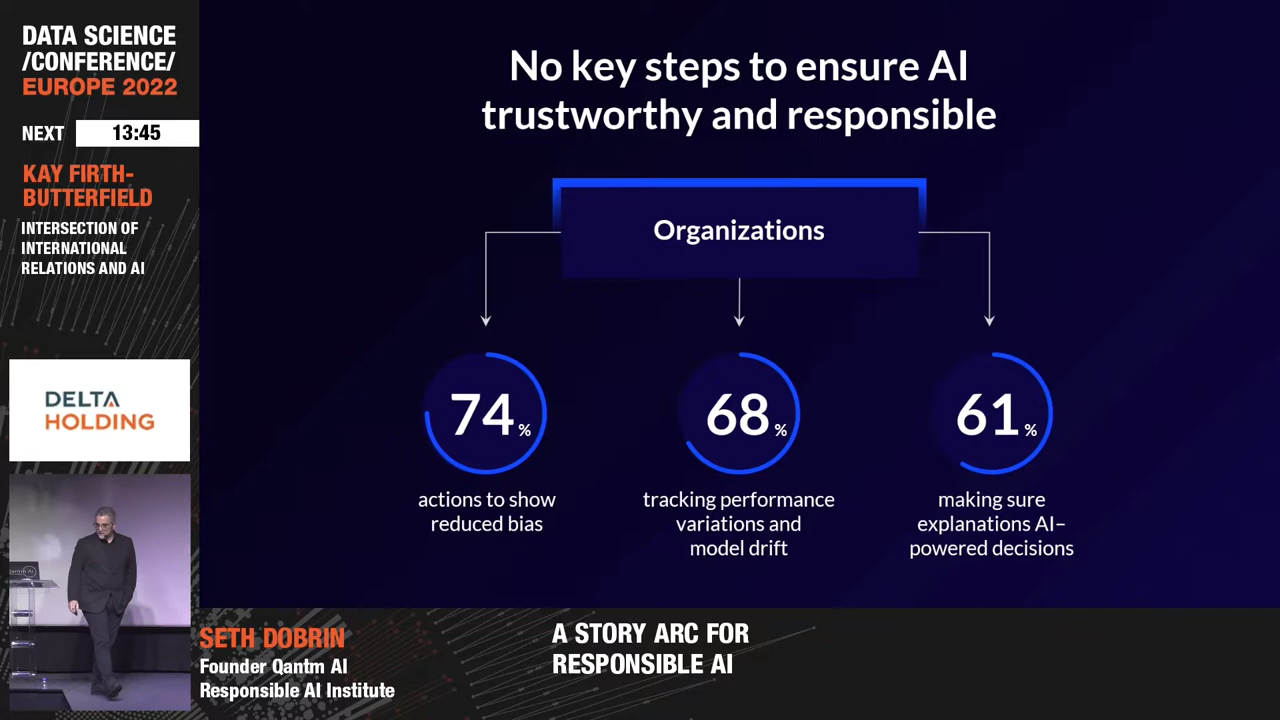 DATA SCIENCE
/CONFERENCE/
EUROPE 2022
NEXT 13:45
KAY FIRTH-
BUTTERFIELD
INTERSECTION OF
INTERNATIONAL
RELATIONS AND AI
DELTA
HOLDING
No key steps to ensure AI
trustworthy and responsible
Organizations
74%
actions to show
reduced bias
68%
tracking performance
variations and
model drift
61%
making sure
explanations AI–
powered decisions
SETH DOBRIN
Founder Qantm AI
Responsible AI Institute
A STORY ARC FOR
RESPONSIBLE AI